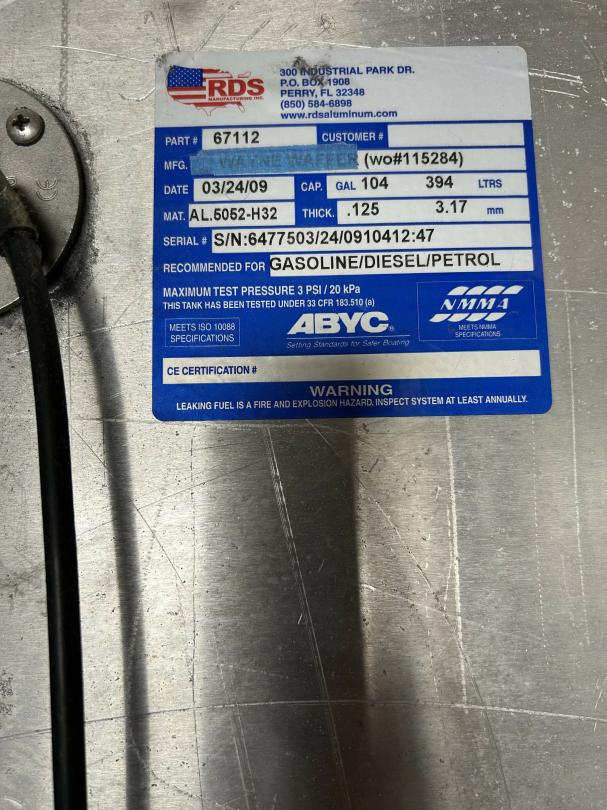 RDS
MANUFACTURING INC.
300 INDUSTRIAL PARK DR.
P.O. BOX 1908
PERRY, FL 32348
(850) 584-6898
www.rdsaluminum.com
PART # 67112 CUSTOMER #
MFG. WAYNE WAFFER (wo#115284)
DATE 03/24/09 CAP. GAL 104 394 LTRS
MAT. AL.5052-H32 THICK. .125 3.17 mm
SERIAL # S/N:6477503/24/0910412:47
RECOMMENDED FOR GASOLINE/DIESEL/PETROL
MAXIMUM TEST PRESSURE 3 PSI / 20 kPa
THIS TANK HAS BEEN TESTED UNDER 33 CFR 183.510 (a)
MEETS ISO 10088
SPECIFICATIONS
ABYC®
Setting Standards for Safer Boating
NMMA
MEETS NMMA
SPECIFICATIONS
CE CERTIFICATION #
WARNING
LEAKING FUEL IS A FIRE AND EXPLOSION HAZARD. INSPECT SYSTEM AT LEAST ANNUALLY.